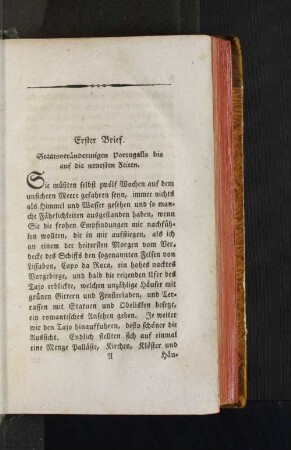 Erster Brief.
Staatsveränderungen Portugalls bis
auf die neuesten Zeiten.
Sie müßten selbst zwölf Wochen auf dem
unsichern Meere gefahren seyn, immer nichts
als Himmel und Wasser gesehen und so man-
che Fährlichkeiten ausgestanden haben, wenn
Sie die frohen Empfindungen mir nachfüh-
len wollten, die in mir aufstiegen, als ich
an einem der heitersten Morgen vom Ver-
decke des Schiffs den sogenannten Felsen von
Lissabon, Capo da Roca, ein hohes nacktes
Vorgebirge, und bald die reizenden Ufer des
Tajo erblickte, welchen unzählige Häuser mit
grünen Gittern und Fensterladen, und Ter-
rassen mit Statuen und Obelisken besetzt,
ein romantisches Ansehen geben. Je weiter
wir den Tajo hinauffuhren, desto schöner die
Aussicht. Endlich stellten sich auf einmal
eine Menge Palläste, Kirchen, Klöster und
A Häu-